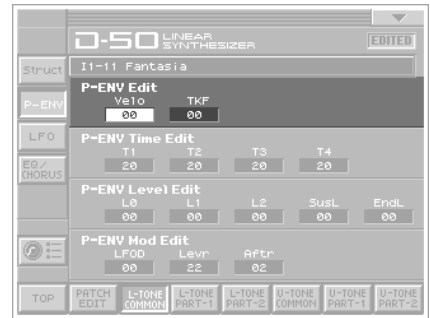 D-50 LINEAR SYNTHESIZER
EDITED
Struct
I1-11 Fantasia
P-ENV Edit
Velo TKF
P-ENV
00 00
LFO
P-ENV Time Edit
T1 T2 T3 T4
20 20 20 20
EQ/CHORUS
P-ENV Level Edit
L0 L1 L2 SusL EndL
00 00 00 00 00
P-ENV Mod Edit
LFOD Levr Aftr
00 22 02
TOP
PATCH EDIT
L-TONE COMMON
L-TONE PART-1
L-TONE PART-2
U-TONE COMMON
U-TONE PART-1
U-TONE PART-2